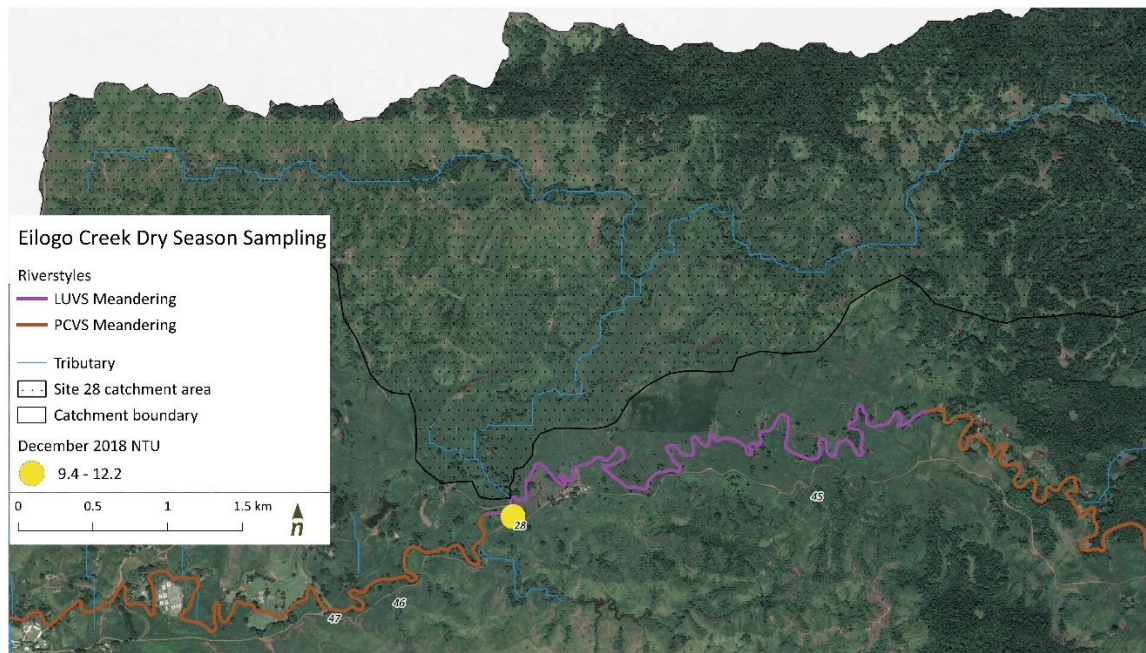 Eilogo Creek Dry Season Sampling
Riverstyles
LUVS Meandering
PCVS Meandering
Tributary
Site 28 catchment area
Catchment boundary
December 2018 NTU
9.4 - 12.2
0 0.5 1 1.5 km
n
28
45
46
47